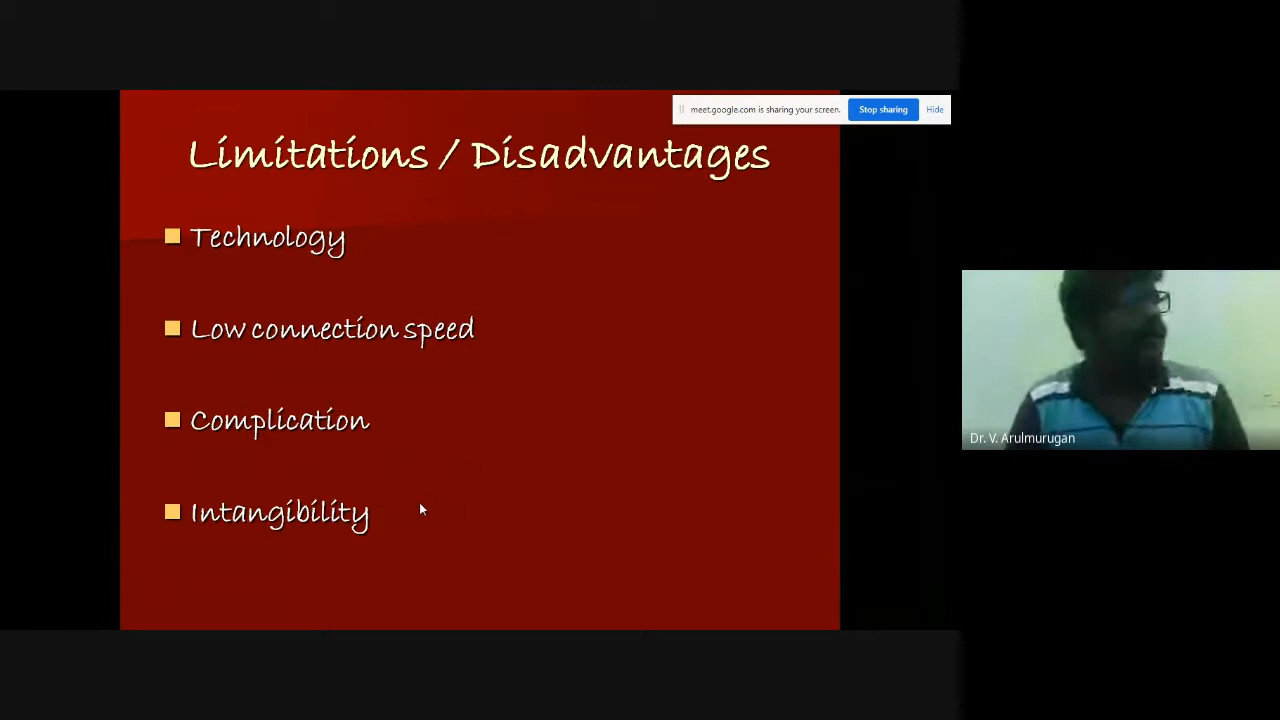 meet.google.com is sharing your screen.
Stop sharing
Hide
Limitations / Disadvantages
Technology
Low connection speed
Complication
Intangibility
Dr. V. Arulmurugan